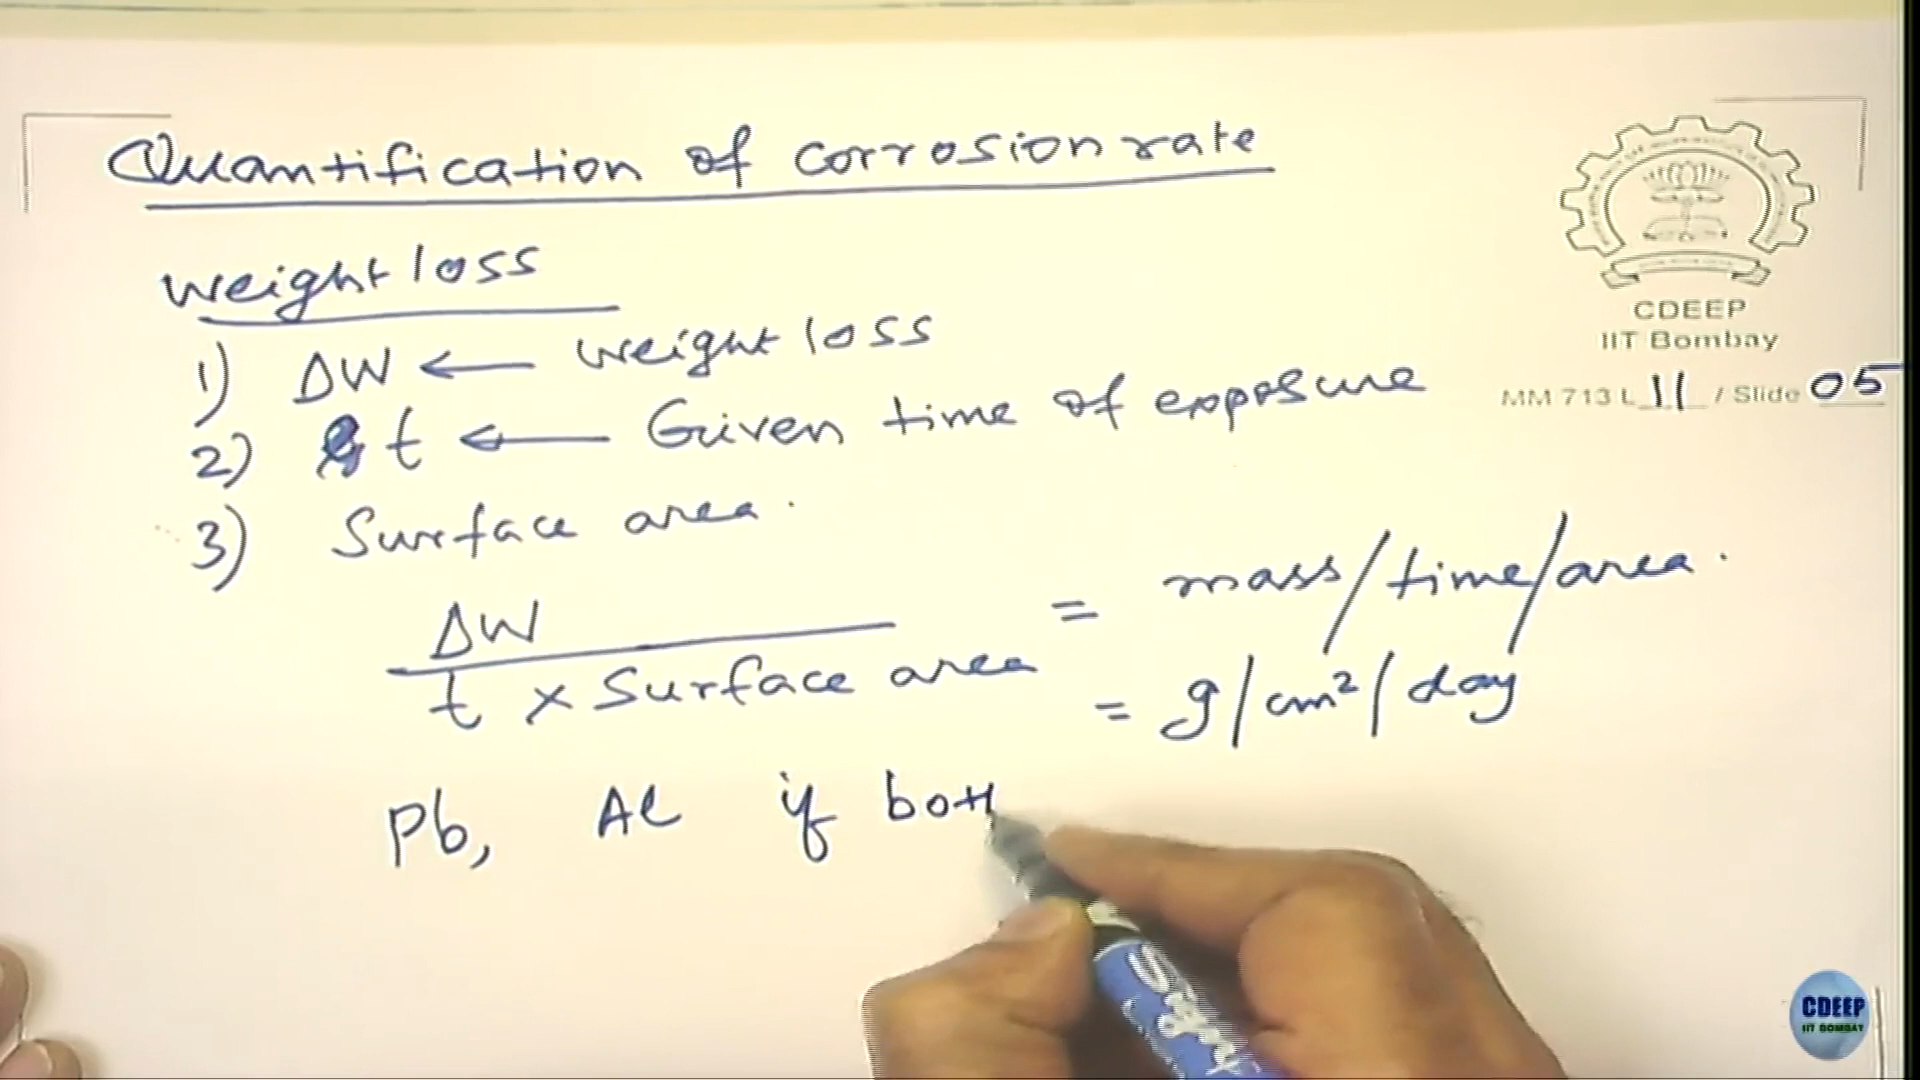 Quantification of corrosion rate
weight loss
1) ΔW ← weight loss
2) t ← Given time of exposure
3) Surface area.
ΔW / t × Surface area = mass/time/area.
= g/cm²/day
Pb, Al if both
CDEEP
IIT Bombay
MM 713 L 11 / Slide 05
CDEEP
IIT BOMBAY